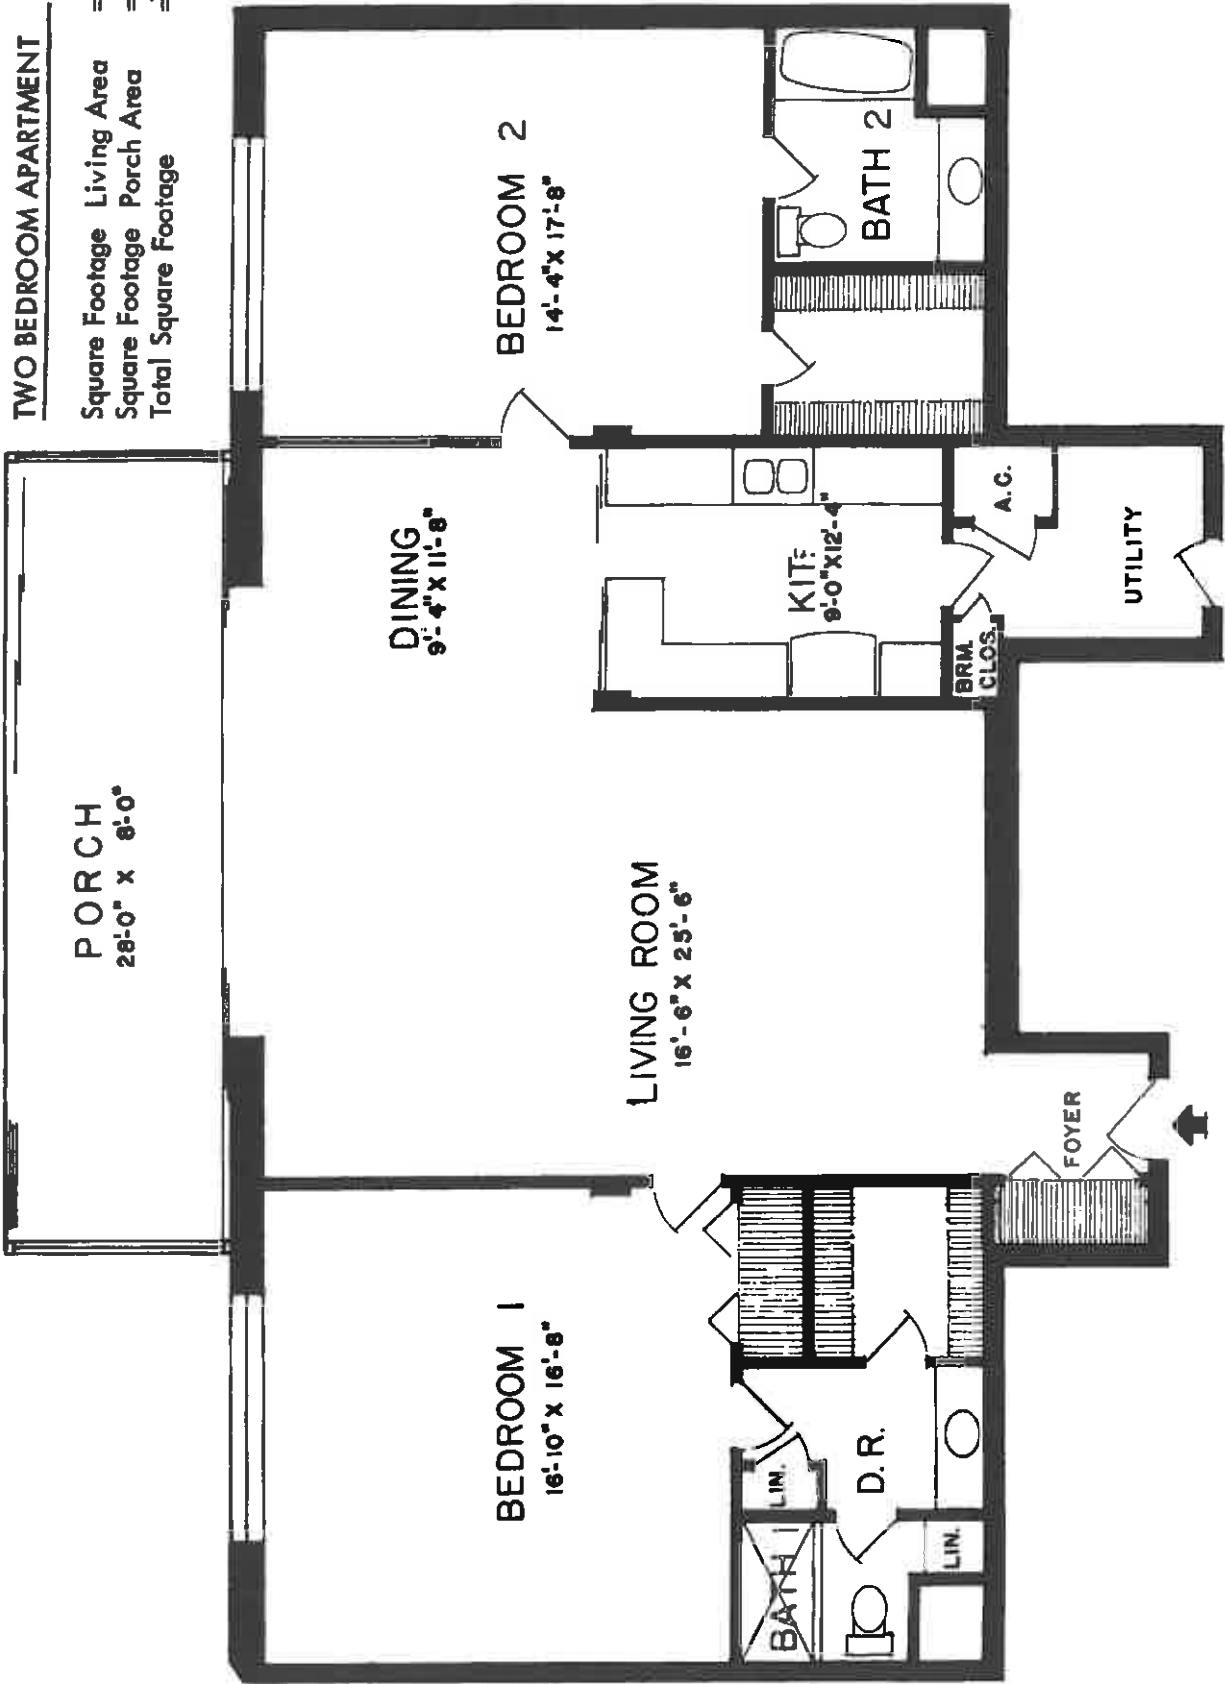 TWO BEDROOM APARTMENT
Square Footage Living Area =
Square Footage Porch Area =
Total Square Footage =
PORCH
28'-0" X 8'-0"
DINING
9'-4" X 11'-8"
BEDROOM 2
14'-4" X 17'-8"
BATH 2
KIT.
9'-0" X 12'-4"
A.C.
UTILITY
BRM.
CLOS.
LIVING ROOM
16'-6" X 25'-6"
FOYER
BEDROOM 1
16'-10" X 16'-8"
LIN.
D.R.
BATH 1
LIN.